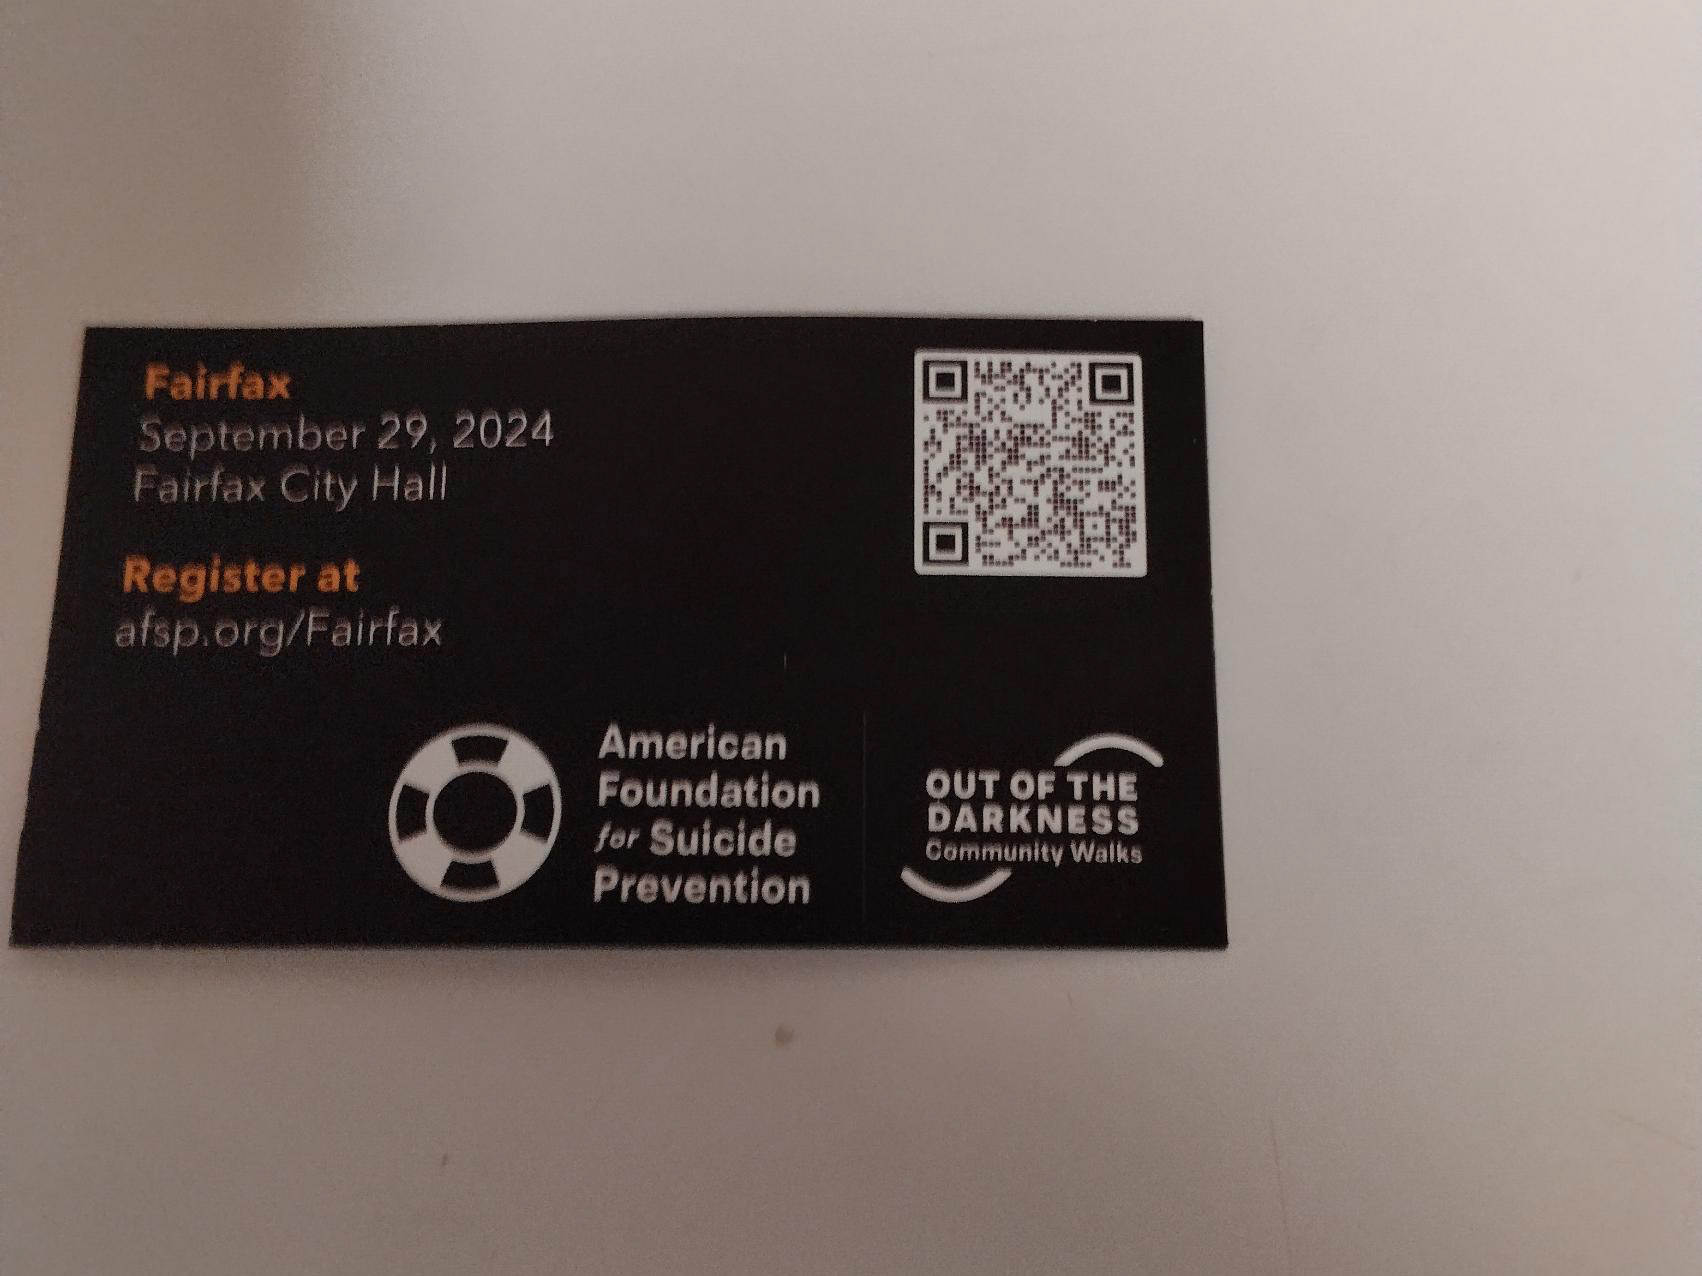 Fairfax
September 29, 2024
Fairfax City Hall
Register at
afsp.org/Fairfax
American
Foundation
for Suicide
Prevention
OUT OF THE
DARKNESS
Community Walks